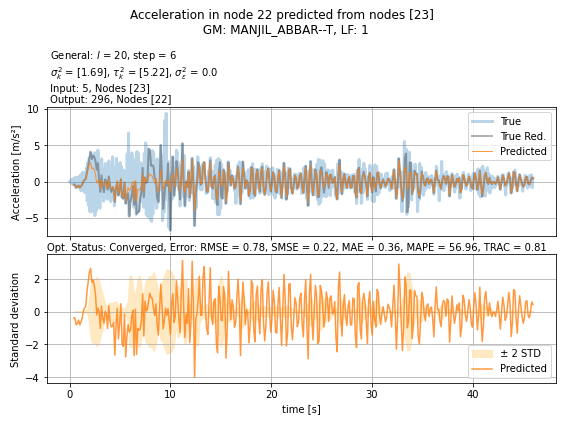 Acceleration in node 22 predicted from nodes [23]
GM: MANJIL_ABBAR--T, LF: 1
General: l = 20, step = 6
σ²ₖ = [1.69], τ²ₖ = [5.22], σ²ε = 0.0
Input: 5, Nodes [23]
Output: 296, Nodes [22]
Acceleration [m/s²]
10
5
0
−5
True
True Red.
Predicted
Opt. Status: Converged, Error: RMSE = 0.78, SMSE = 0.22, MAE = 0.36, MAPE = 56.96, TRAC = 0.81
Standard deviation
2
0
−2
−4
± 2 STD
Predicted
0
10
20
30
40
time [s]